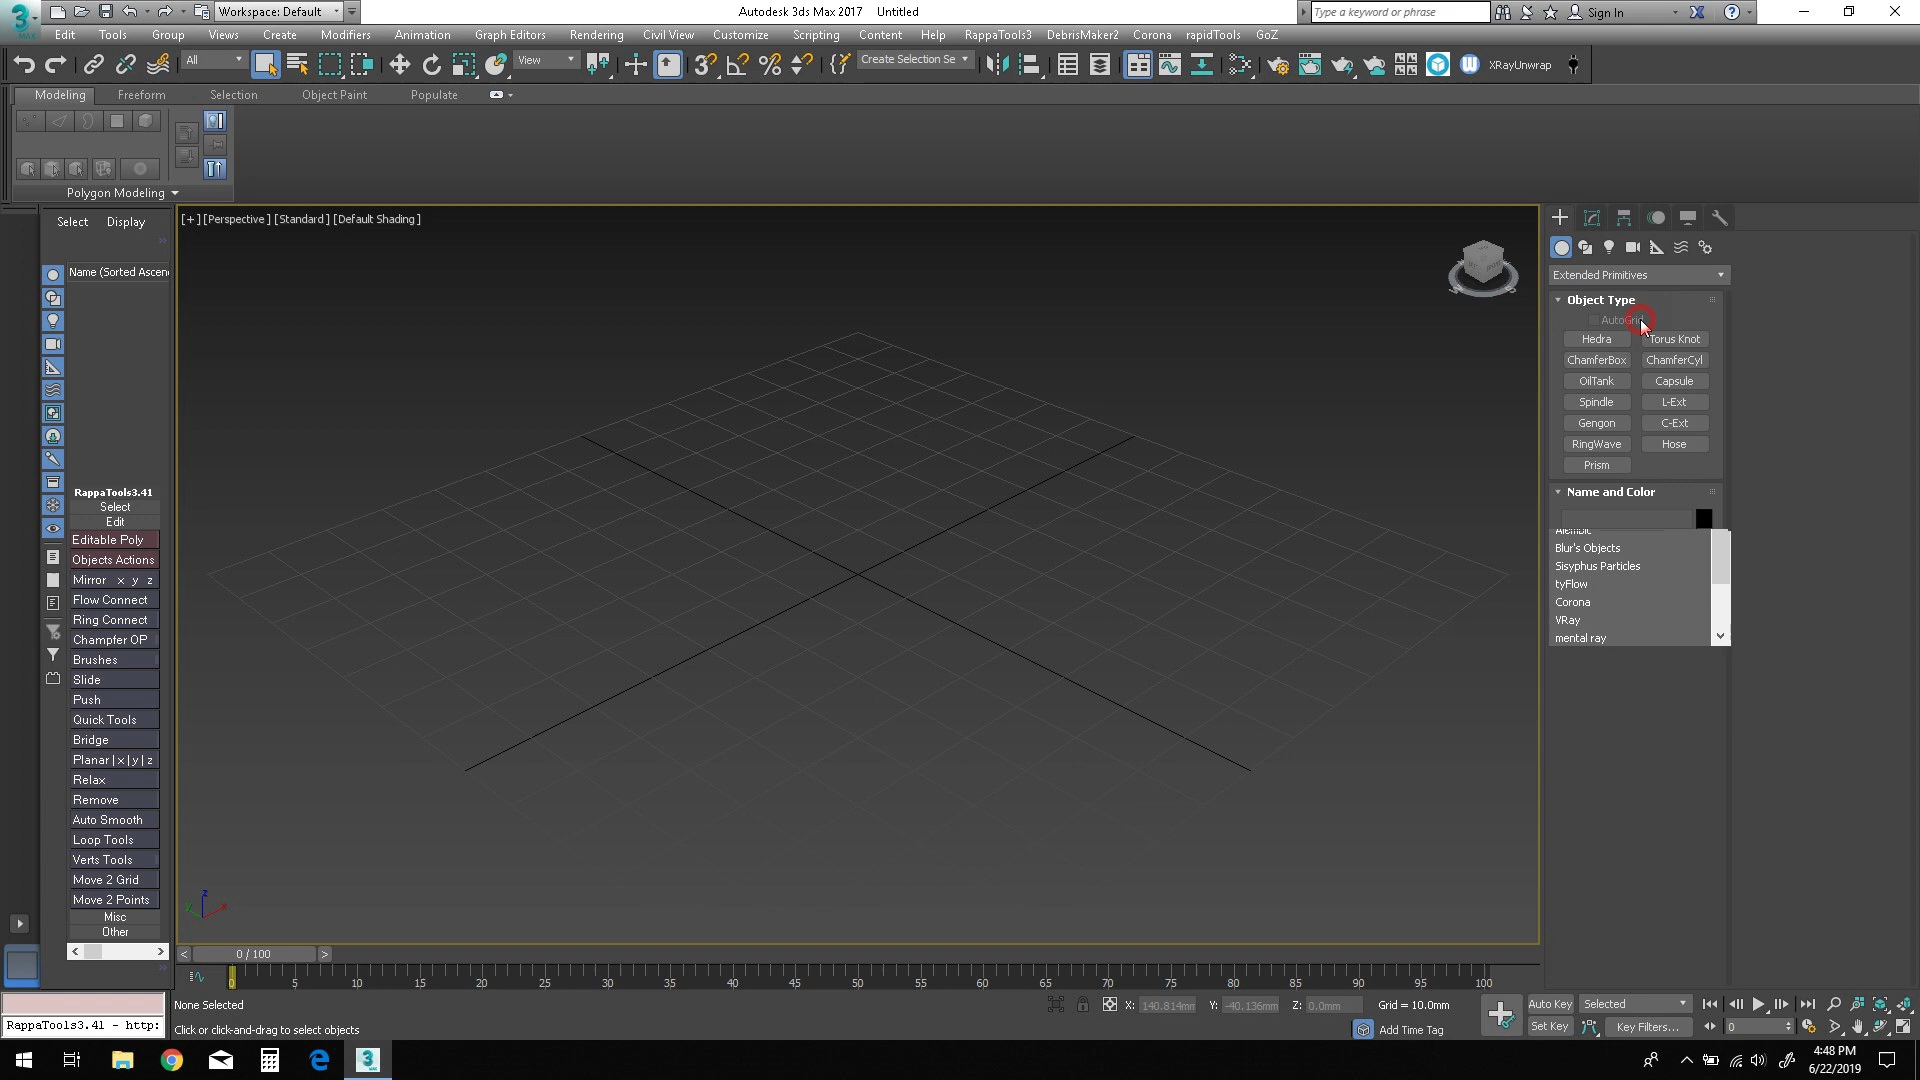 Workspace: Default
Autodesk 3ds Max 2017 Untitled
Type a keyword or phrase
Sign In
MAX
Edit Tools Group Views Create Modifiers Animation Graph Editors Rendering Civil View Customize Scripting Content Help RappaTools3 DebrisMaker2 Corona rapidTools GoZ
All
View
Create Selection Se
XRayUnwrap
Modeling Freeform Selection Object Paint Populate
Polygon Modeling
Select Display
[+] [Perspective ] [Standard ] [Default Shading ]
Name (Sorted Ascen
Extended Primitives
Object Type
AutoGrid
Hedra Torus Knot
ChamferBox ChamferCyl
OilTank Capsule
Spindle L-Ext
Gengon C-Ext
RingWave Hose
Prism
Name and Color
Alembic
Blur's Objects
Sisyphus Particles
tyFlow
Corona
VRay
mental ray
RappaTools3.41
Select
Edit
Editable Poly
Objects Actions
Mirror x y z
Flow Connect
Ring Connect
Champfer OP
Brushes
Slide
Push
Quick Tools
Bridge
Planar | x | y | z
Relax
Remove
Auto Smooth
Loop Tools
Verts Tools
Move 2 Grid
Move 2 Points
Misc
Other
z
x
0 / 100
0 5 10 15 20 25 30 35 40 45 50 55 60 65 70 75 80 85 90 95 100
None Selected
X: 140.814mm Y: -40.136mm Z: 0.0mm Grid = 10.0mm
Auto Key Selected
RappaTools3.41 - http:
Click or click-and-drag to select objects
Add Time Tag
Set Key Key Filters...
0
4:48 PM
6/22/2019